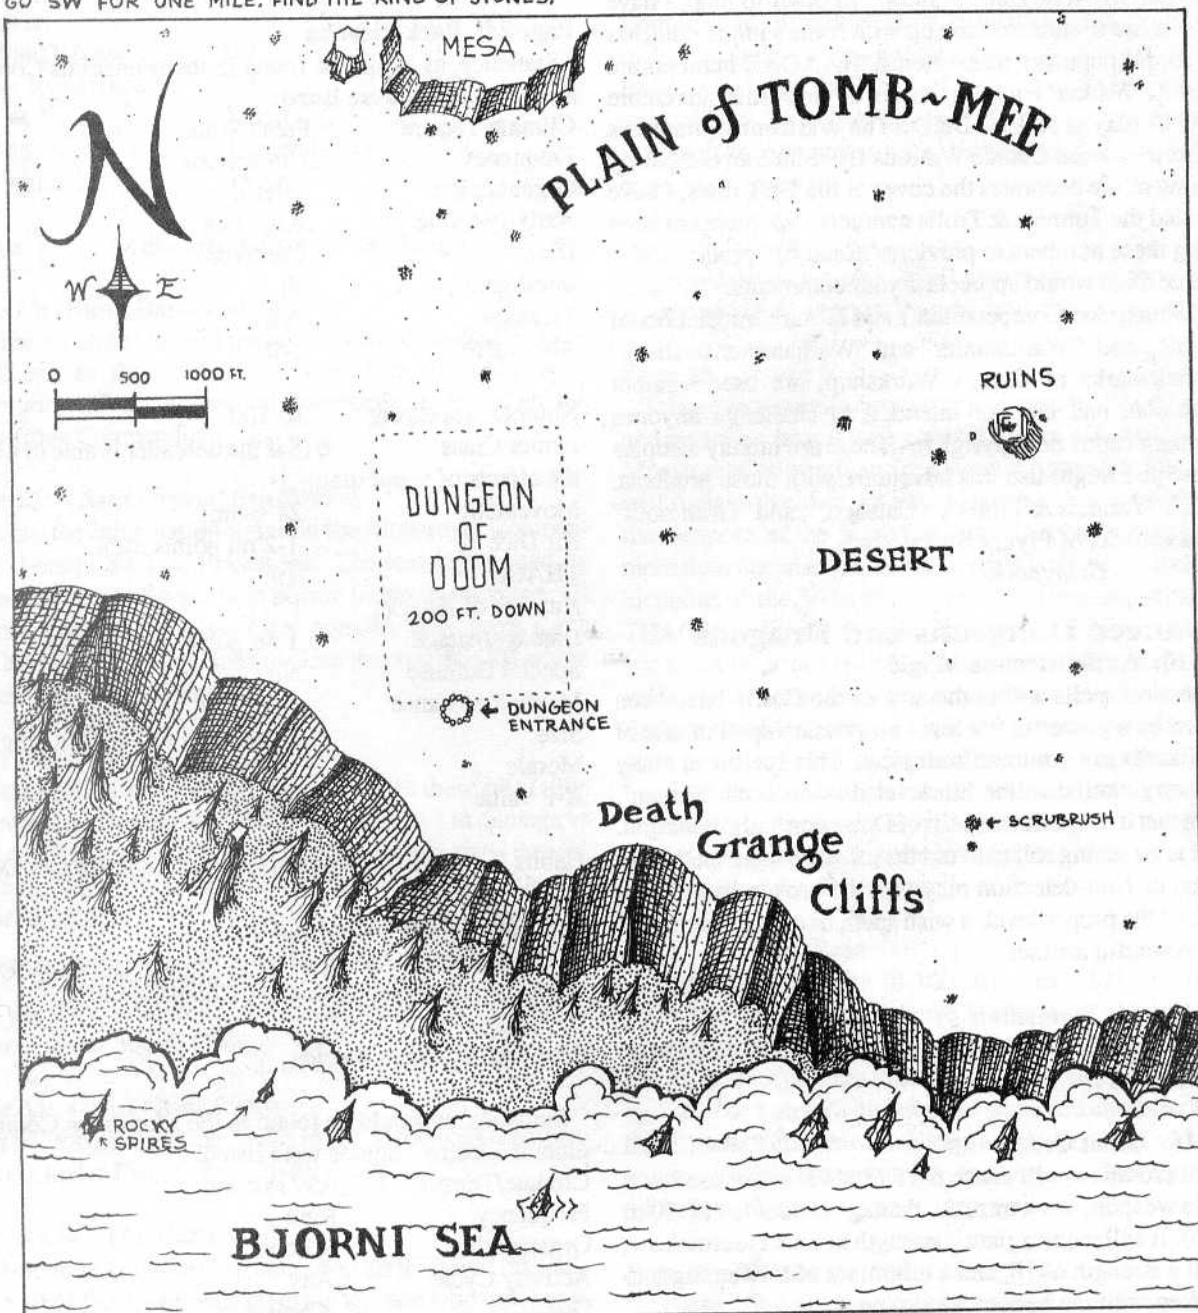 GO SW FOR ONE MILE. FIND THE RING OF STONES.
MESA
PLAIN of TOMB~MEE
N
W E
0 500 1000 FT.
RUINS
DUNGEON
OF
DOOM
200 FT. DOWN
DESERT
← DUNGEON
ENTRANCE
Death
Grange
Cliffs
← SCRUBRUSH
ROCKY
SPIRES
BJORNI SEA